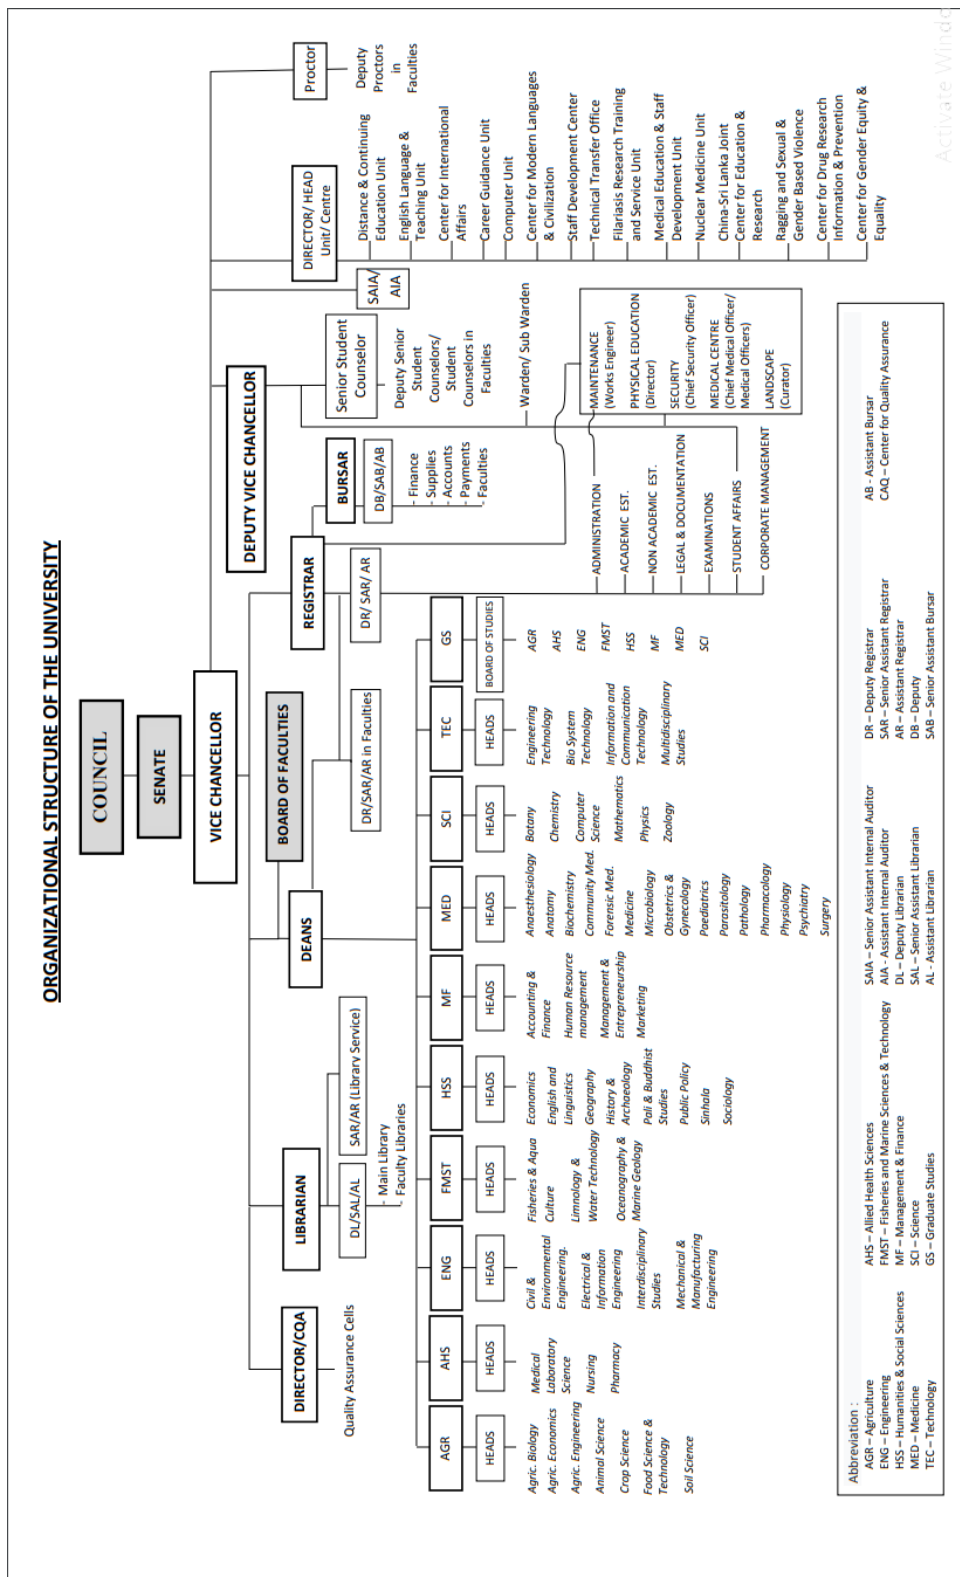 ORGANIZATIONAL STRUCTURE OF THE UNIVERSITY
COUNCIL
SENATE
VICE CHANCELLOR
DEPUTY VICE CHANCELLOR
BOARD OF FACULTIES
DIRECTOR/CQA
Quality Assurance Cells
LIBRARIAN
DL/SAL/AL
SAR/AR (Library Service)
- Main Library
- Faculty Libraries
DEANS
DR/SAR/AR in Faculties
REGISTRAR
DR/ SAR/ AR
BURSAR
DB/SAB/AB
- Finance
- Supplies
- Accounts
- Payments
- Faculties
Senior Student
Counselor
Deputy Senior
Student
Counselors/
Student
Counselors in
Faculties
Warden/ Sub Warden
SAIA/
AIA
DIRECTOR/ HEAD
Unit/ Centre
Distance & Continuing
Education Unit
English Language &
Teaching Unit
Center for International
Affairs
Career Guidance Unit
Computer Unit
Center for Modern Languages
& Civilization
Staff Development Center
Technical Transfer Office
Filariasis Research Training
and Service Unit
Medical Education & Staff
Development Unit
Nuclear Medicine Unit
China-Sri Lanka Joint
Center for Education &
Research
Ragging and Sexual &
Gender Based Violence
Center for Drug Research
Information & Prevention
Center for Gender Equity &
Equality
Proctor
Deputy
Proctors
in
Faculties
ADMINISTRATION
ACADEMIC EST.
NON ACADEMIC EST.
LEGAL & DOCUMENTATION
EXAMINATIONS
STUDENT AFFAIRS
CORPORATE MANAGEMENT
MAINTENANCE
(Works Engineer)
PHYSICAL EDUCATION
(Director)
SECURITY
(Chief Security Officer)
MEDICAL CENTRE
(Chief Medical Officer/
Medical Officers)
LANDSCAPE
(Curator)
AGR
HEADS
Agric. Biology
Agric. Economics
Agric. Engineering
Animal Science
Crop Science
Food Science &
Technology
Soil Science
AHS
HEADS
Medical
Laboratory
Science
Nursing
Pharmacy
ENG
HEADS
Civil &
Environmental
Engineering.
Electrical &
Information
Engineering
Interdisciplinary
Studies
Mechanical &
Manufacturing
Engineering
FMST
HEADS
Fisheries & Aqua
Culture
Limnology &
Water Technology
Oceanography &
Marine Geology
HSS
HEADS
Economics
English and
Linguistics
Geography
History &
Archaeology
Pali & Buddhist
Studies
Public Policy
Sinhala
Sociology
MF
HEADS
Accounting &
Finance
Human Resource
management
Management &
Entrepreneurship
Marketing
MED
HEADS
Anaesthesiology
Anatomy
Biochemistry
Community Med.
Forensic Med.
Medicine
Microbiology
Obstetrics &
Gynecology
Paediatrics
Parasitology
Pathology
Pharmacology
Physiology
Psychiatry
Surgery
SCI
HEADS
Botany
Chemistry
Computer
Science
Mathematics
Physics
Zoology
TEC
HEADS
Engineering
Technology
Bio System
Technology
Information and
Communication
Technology
Multidisciplinary
Studies
GS
BOARD OF STUDIES
AGR
AHS
ENG
FMST
HSS
MF
MED
SCI
Abbreviation :
AGR – Agriculture
ENG – Engineering
HSS – Humanities & Social Sciences
MED – Medicine
TEC – Technology
AHS – Allied Health Sciences
FMST – Fisheries and Marine Sciences & Technology
MF – Management & Finance
SCI – Science
GS – Graduate Studies
SAIA – Senior Assistant Internal Auditor
AIA - Assistant Internal Auditor
DL – Deputy Librarian
SAL – Senior Assistant Librarian
AL - Assistant Librarian
DR – Deputy Registrar
SAR – Senior Assistant Registrar
AR – Assistant Registrar
DB – Deputy
SAB – Senior Assistant Bursar
AB - Assistant Bursar
CAQ – Center for Quality Assurance
Activate Windo